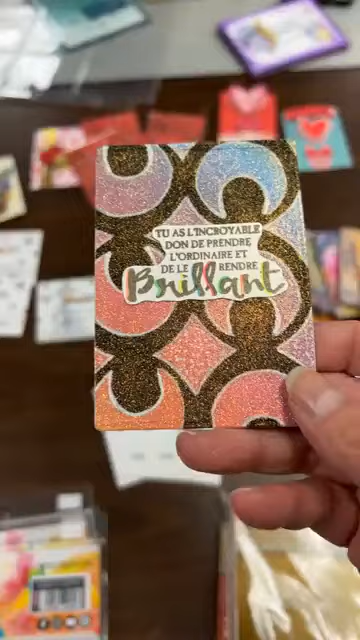 TU AS L'INCROYABLE
DON DE PRENDRE
L'ORDINAIRE ET
DE LE RENDRE
Brillant